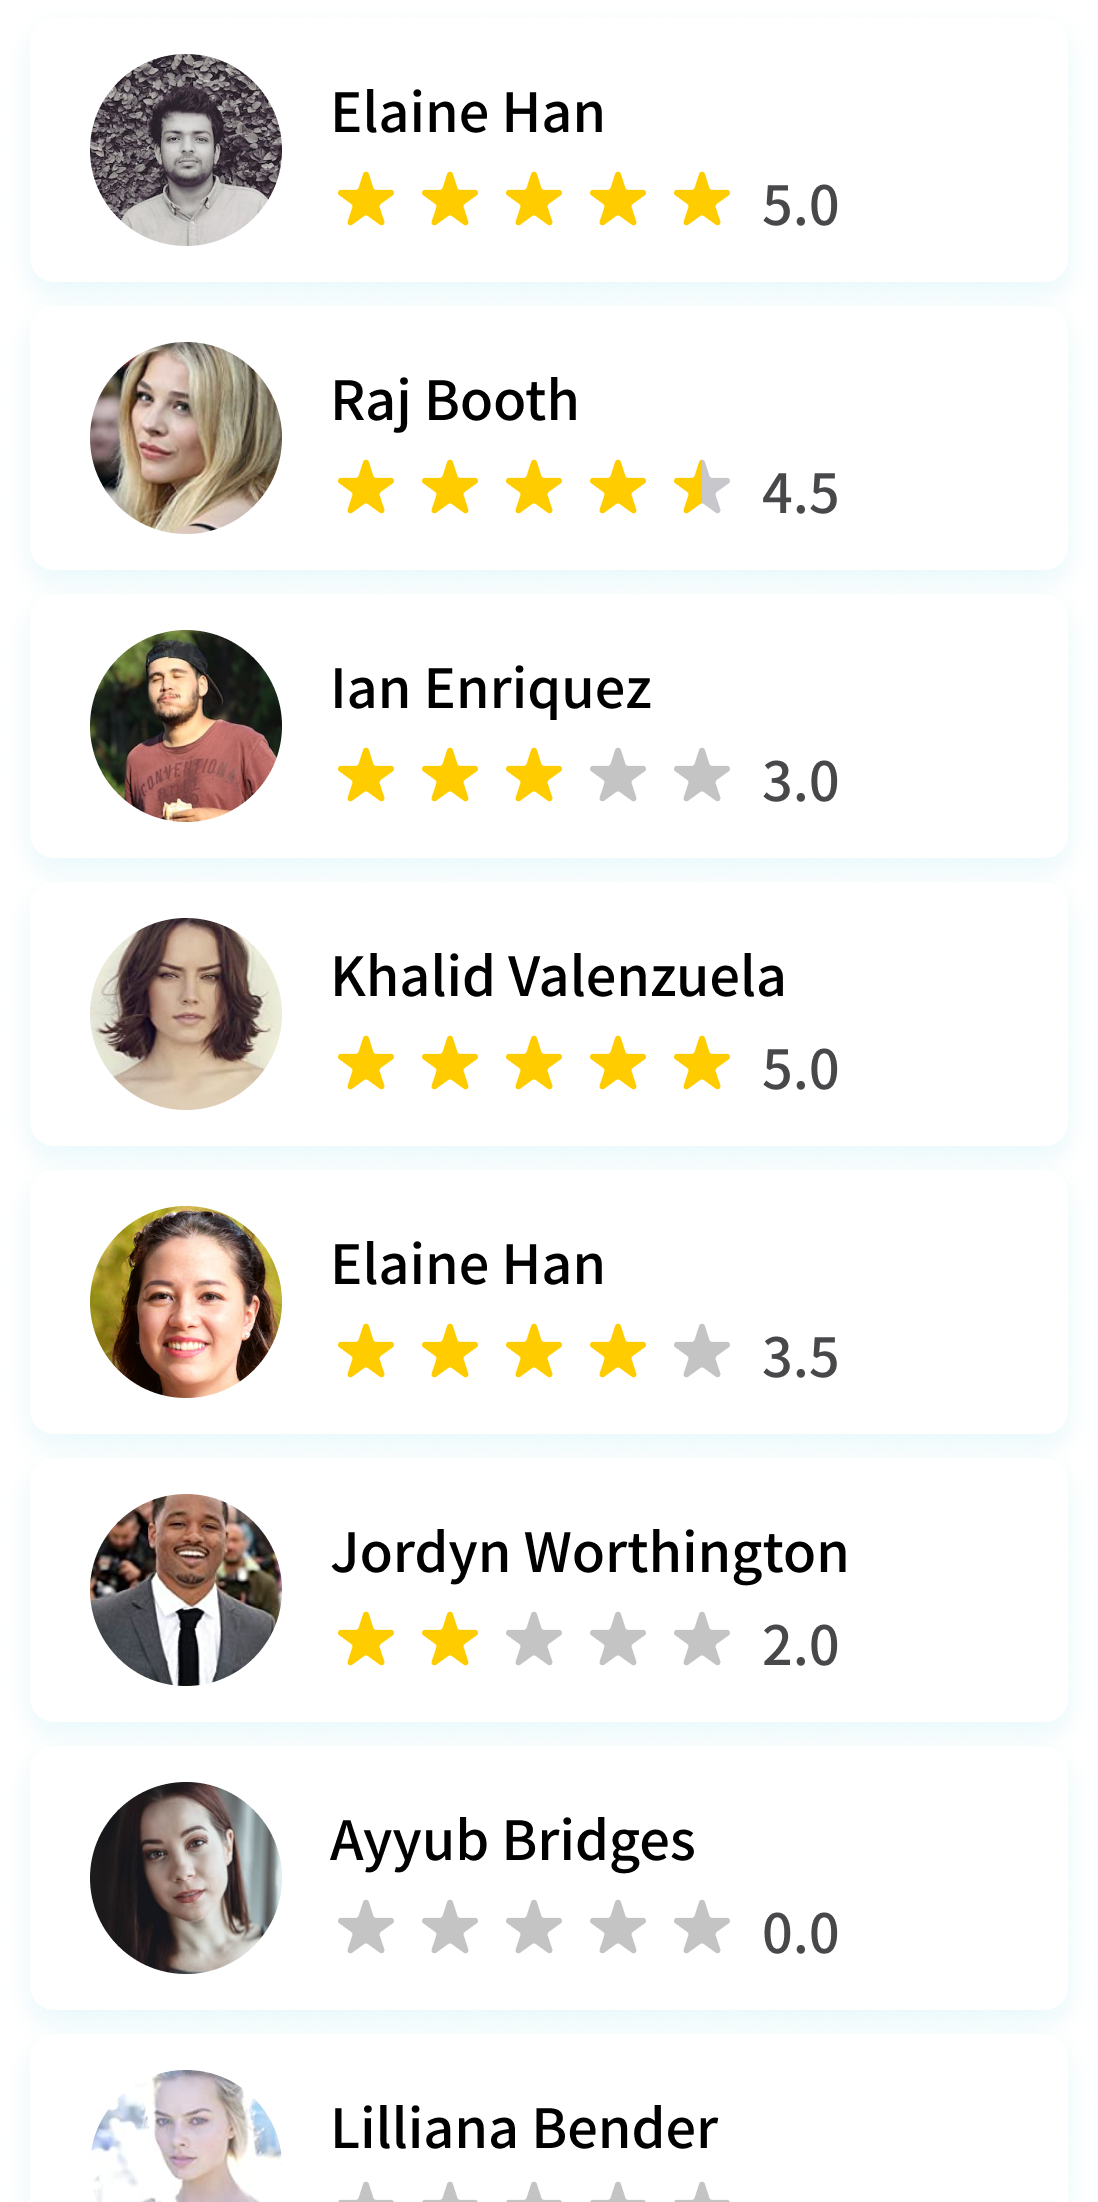 Elaine Han
5.0
Raj Booth
4.5
Ian Enriquez
3.0
Khalid Valenzuela
5.0
Elaine Han
3.5
Jordyn Worthington
2.0
Ayyub Bridges
0.0
Lilliana Bender